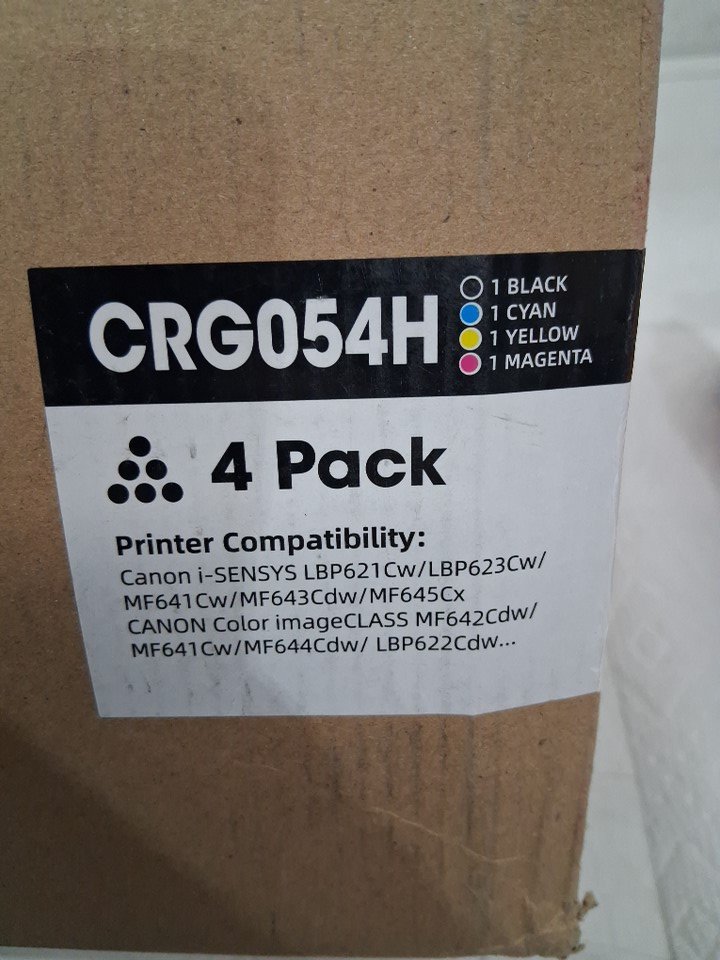 CRG054H
1 BLACK
1 CYAN
1 YELLOW
1 MAGENTA
4 Pack
Printer Compatibility:
Canon i-SENSYS LBP621Cw/LBP623Cw/
MF641Cw/MF643Cdw/MF645Cx
CANON Color imageCLASS MF642Cdw/
MF641Cw/MF644Cdw/ LBP622Cdw...